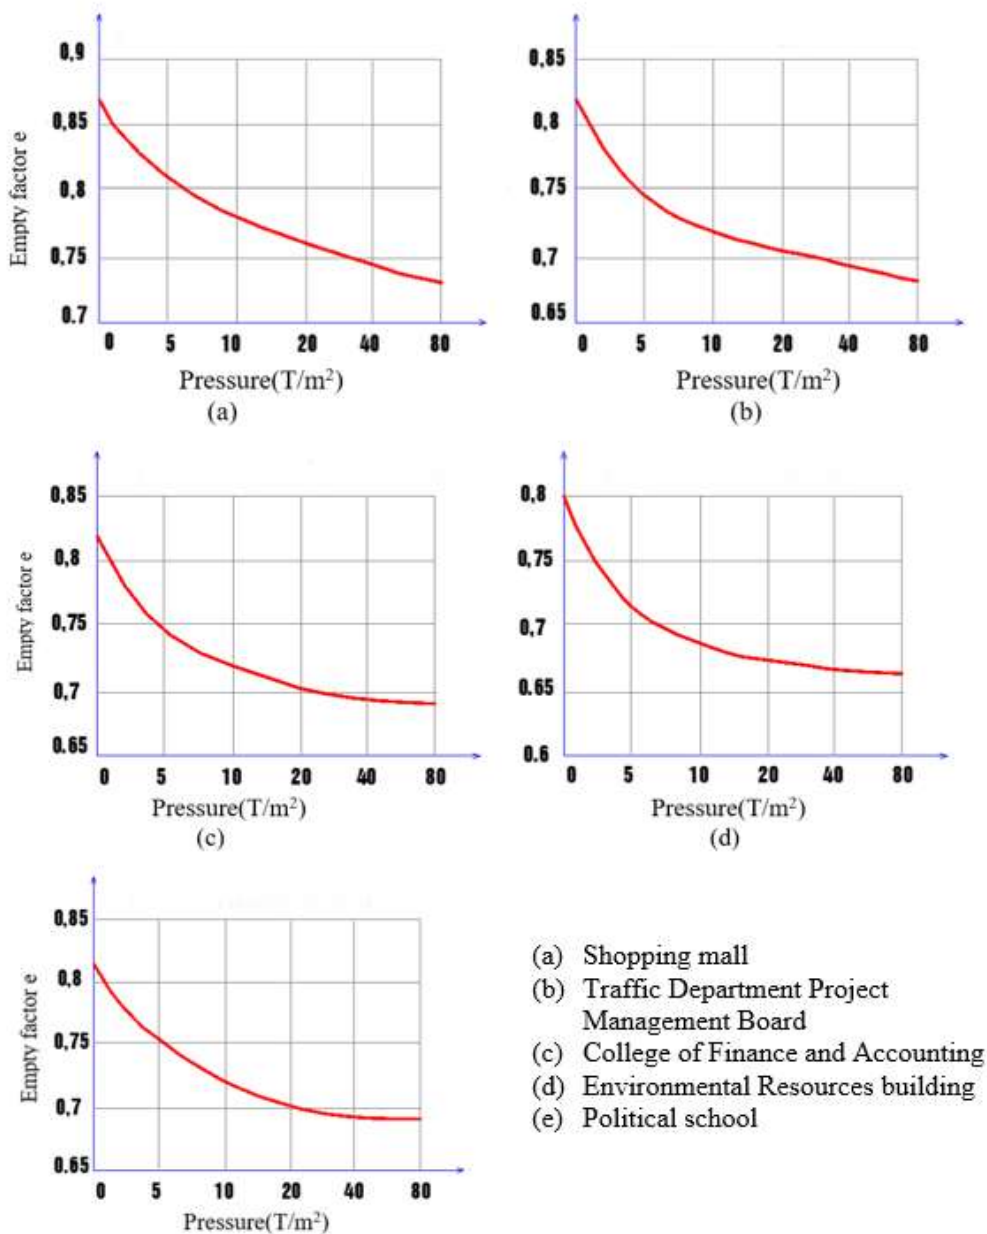 0,9
0,85
0,8
0,75
0.7
Empty factor e
0 5 10 20 40 80
Pressure(T/m²)
(a)
0,85
0,8
0,75
0,7
0.65
0 5 10 20 40 80
Pressure(T/m²)
(b)
0,85
0,8
0,75
0,7
0.65
Empty factor e
0 5 10 20 40 80
Pressure(T/m²)
(c)
0,8
0,75
0,7
0.65
0.6
0 5 10 20 40 80
Pressure(T/m²)
(d)
0,85
0,8
0,75
0,7
0.65
Empty factor e
0 5 10 20 40 80
Pressure(T/m²)
(a) Shopping mall
(b) Traffic Department Project
Management Board
(c) College of Finance and Accounting
(d) Environmental Resources building
(e) Political school